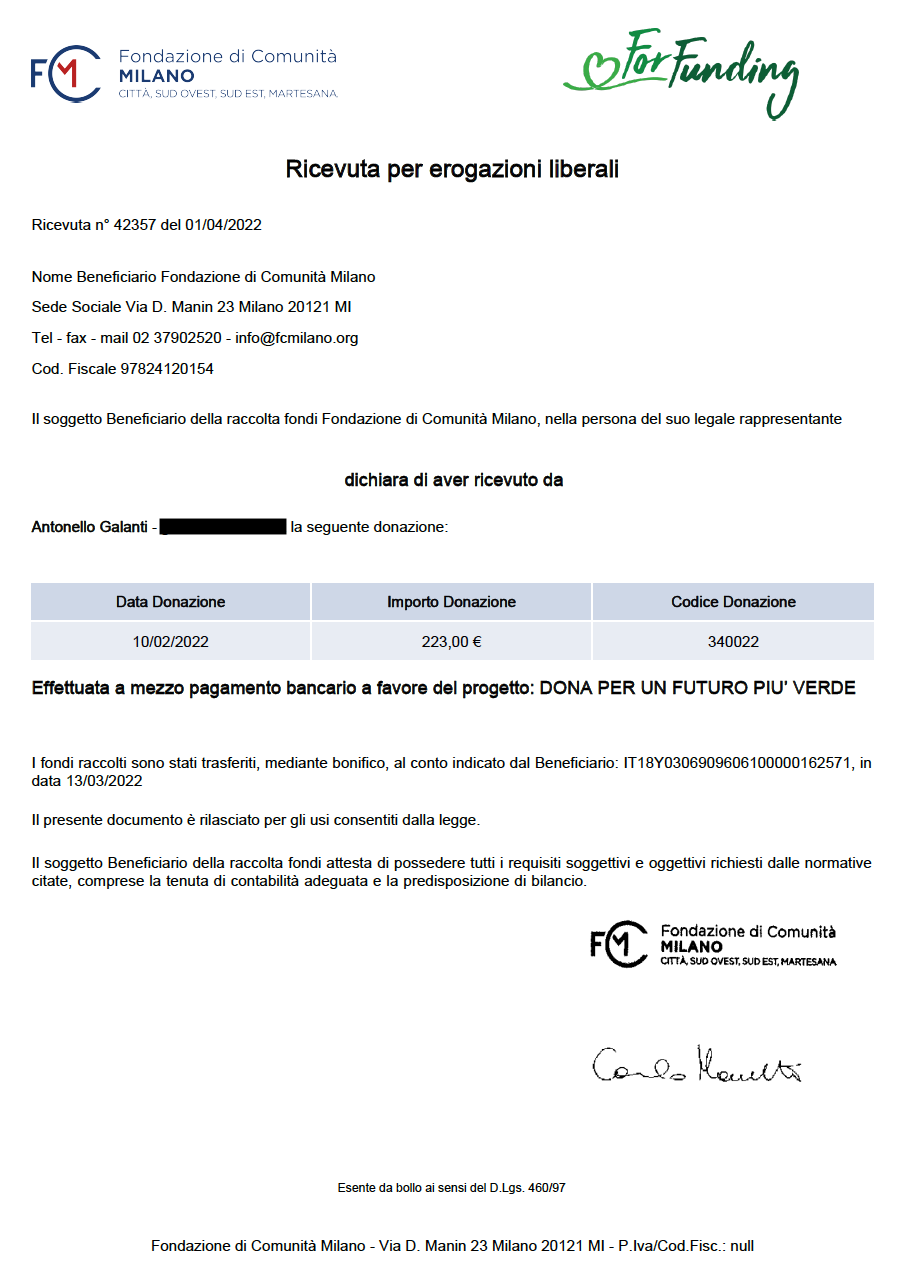 FMC Fondazione di Comunità
MILANO
CITTÀ, SUD OVEST, SUD EST, MARTESANA.
ForFunding
Ricevuta per erogazioni liberali
Ricevuta n° 42357 del 01/04/2022
Nome Beneficiario Fondazione di Comunità Milano
Sede Sociale Via D. Manin 23 Milano 20121 MI
Tel - fax - mail 02 37902520 - info@fcmilano.org
Cod. Fiscale 97824120154
Il soggetto Beneficiario della raccolta fondi Fondazione di Comunità Milano, nella persona del suo legale rappresentante
dichiara di aver ricevuto da
Antonello Galanti - la seguente donazione:
Data Donazione Importo Donazione Codice Donazione
10/02/2022 223,00 € 340022
Effettuata a mezzo pagamento bancario a favore del progetto: DONA PER UN FUTURO PIU' VERDE
I fondi raccolti sono stati trasferiti, mediante bonifico, al conto indicato dal Beneficiario: IT18Y0306909606100000162571, in
data 13/03/2022
Il presente documento è rilasciato per gli usi consentiti dalla legge.
Il soggetto Beneficiario della raccolta fondi attesta di possedere tutti i requisiti soggettivi e oggettivi richiesti dalle normative
citate, comprese la tenuta di contabilità adeguata e la predisposizione di bilancio.
FMC Fondazione di Comunità
MILANO
CITTÀ, SUD OVEST, SUD EST, MARTESANA
Carlo
Esente da bollo ai sensi del D.Lgs. 460/97
Fondazione di Comunità Milano - Via D. Manin 23 Milano 20121 MI - P.Iva/Cod.Fisc.: null